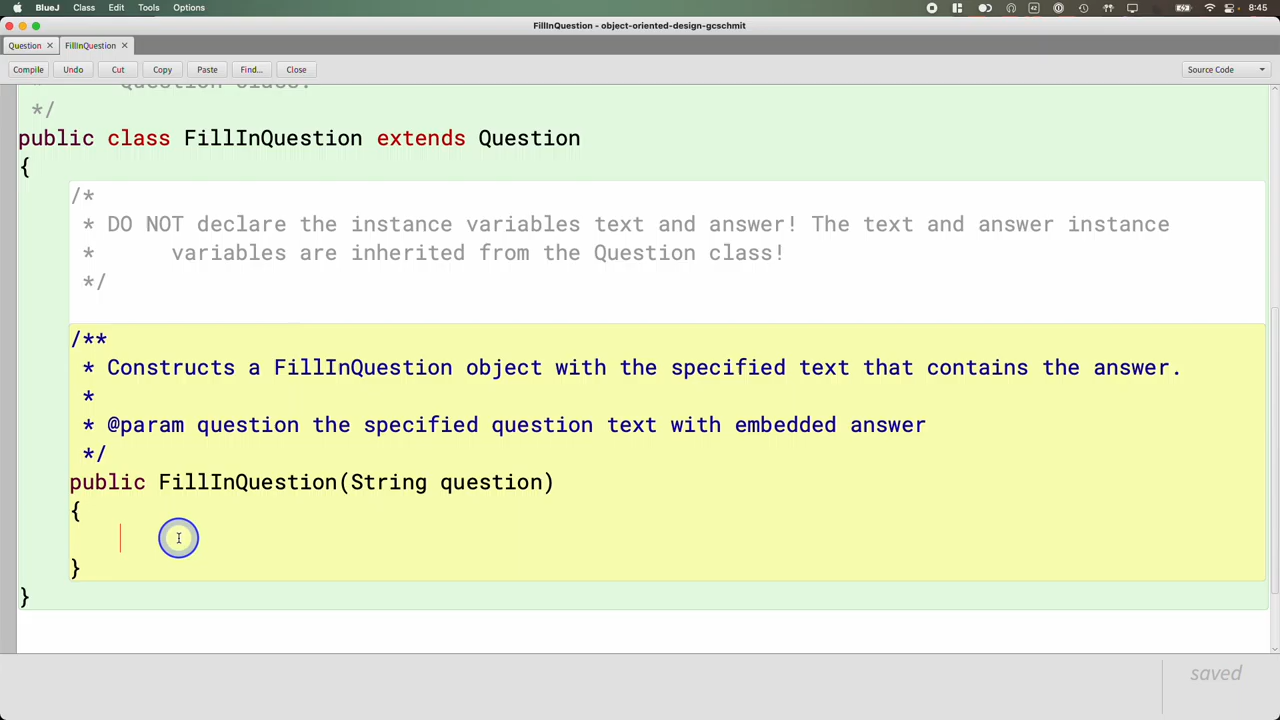 BlueJ Class Edit Tools Options 42 8:45
FillInQuestion - object-oriented-design-gcschmit
Question × FillInQuestion ×
Compile Undo Cut Copy Paste Find... Close Source Code
* Question class.
*/
public class FillInQuestion extends Question
{
/*
* DO NOT declare the instance variables text and answer! The text and answer instance
* variables are inherited from the Question class!
*/
/**
* Constructs a FillInQuestion object with the specified text that contains the answer.
*
* @param question the specified question text with embedded answer
*/
public FillInQuestion(String question)
{
}
}
saved